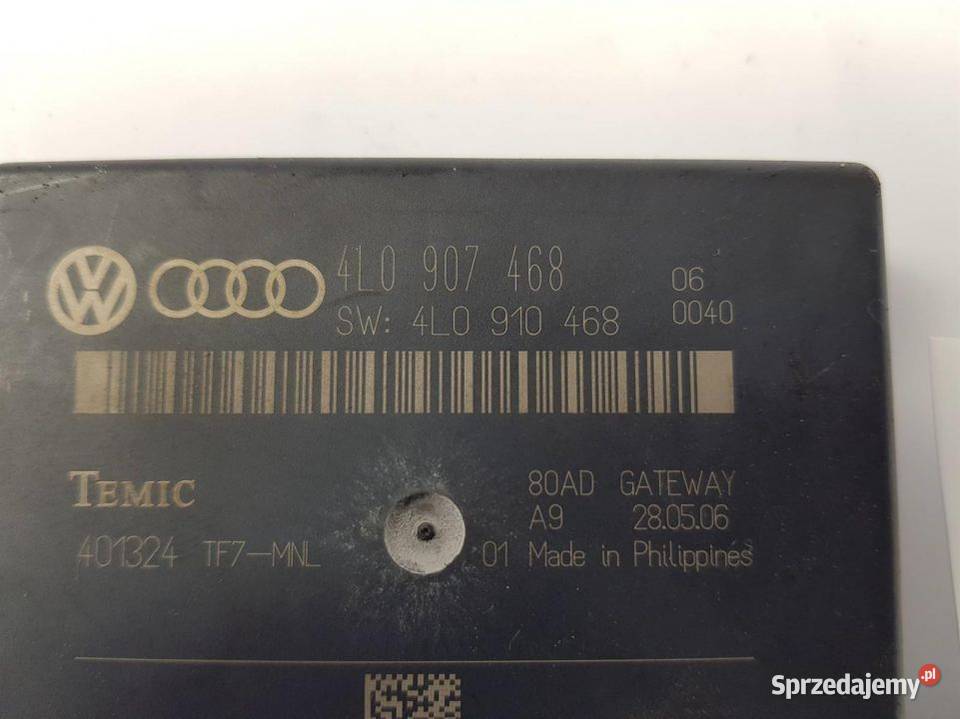 4L0 907 468
06
SW: 4L0 910 468
0040
TEMIC
80AD GATEWAY
A9 28.05.06
401324 TF7-MNL
01 Made in Philippines
Sprzedajemy.pl